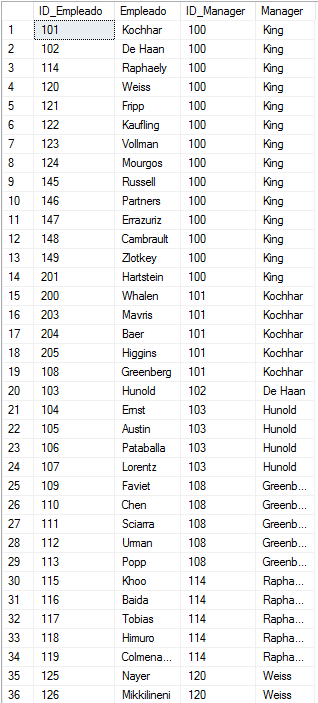 ID_Empleado Empleado ID_Manager Manager
1 101 Kochhar 100 King
2 102 De Haan 100 King
3 114 Raphaely 100 King
4 120 Weiss 100 King
5 121 Fripp 100 King
6 122 Kaufling 100 King
7 123 Vollman 100 King
8 124 Mourgos 100 King
9 145 Russell 100 King
10 146 Partners 100 King
11 147 Errazuriz 100 King
12 148 Cambrault 100 King
13 149 Zlotkey 100 King
14 201 Hartstein 100 King
15 200 Whalen 101 Kochhar
16 203 Mavris 101 Kochhar
17 204 Baer 101 Kochhar
18 205 Higgins 101 Kochhar
19 108 Greenberg 101 Kochhar
20 103 Hunold 102 De Haan
21 104 Ernst 103 Hunold
22 105 Austin 103 Hunold
23 106 Pataballa 103 Hunold
24 107 Lorentz 103 Hunold
25 109 Faviet 108 Greenb...
26 110 Chen 108 Greenb...
27 111 Sciarra 108 Greenb...
28 112 Urman 108 Greenb...
29 113 Popp 108 Greenb...
30 115 Khoo 114 Rapha...
31 116 Baida 114 Rapha...
32 117 Tobias 114 Rapha...
33 118 Himuro 114 Rapha...
34 119 Colmena... 114 Rapha...
35 125 Nayer 120 Weiss
36 126 Mikkilineni 120 Weiss